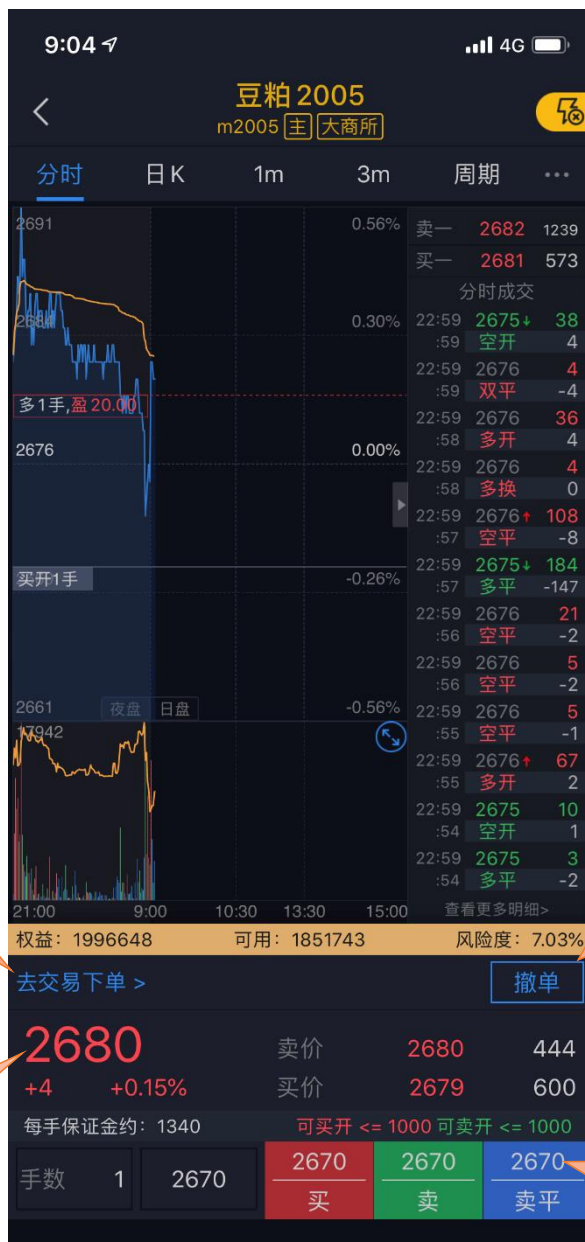 9:04 4G
豆粕 2005
m2005 主 大商所
分时 日K 1m 3m 周期 ...
2691 0.56% 卖一 2682 1239
买一 2681 573
分时成交
2684 0.30% 22:59 2675↓ 38
:59 空开 4
22:59 2676 4
:59 双平 -4
多1手,盈20.00
22:59 2676 36
2676 0.00% :58 多开 4
22:59 2676 4
:58 多换 0
22:59 2676↑ 108
:57 空平 -8
22:59 2675↓ 184
买开1手 -0.26% :57 多平 -147
22:59 2676 21
:56 空平 -2
22:59 2676 5
:56 空平 -2
2661 夜盘 日盘 -0.56% 22:59 2676 5
17942 :55 空平 -1
22:59 2676↑ 67
:55 多开 2
22:59 2675 10
:54 空开 1
22:59 2675 3
:54 多平 -2
21:00 9:00 10:30 13:30 15:00 查看更多明细>
权益：1996648 可用：1851743 风险度：7.03%
去交易下单 > 撤单
2680 卖价 2680 444
+4 +0.15% 买价 2679 600
每手保证金约：1340 可买开 <= 1000 可卖开 <= 1000
手数 1 2670 2670 2670 2670
买 卖 卖平